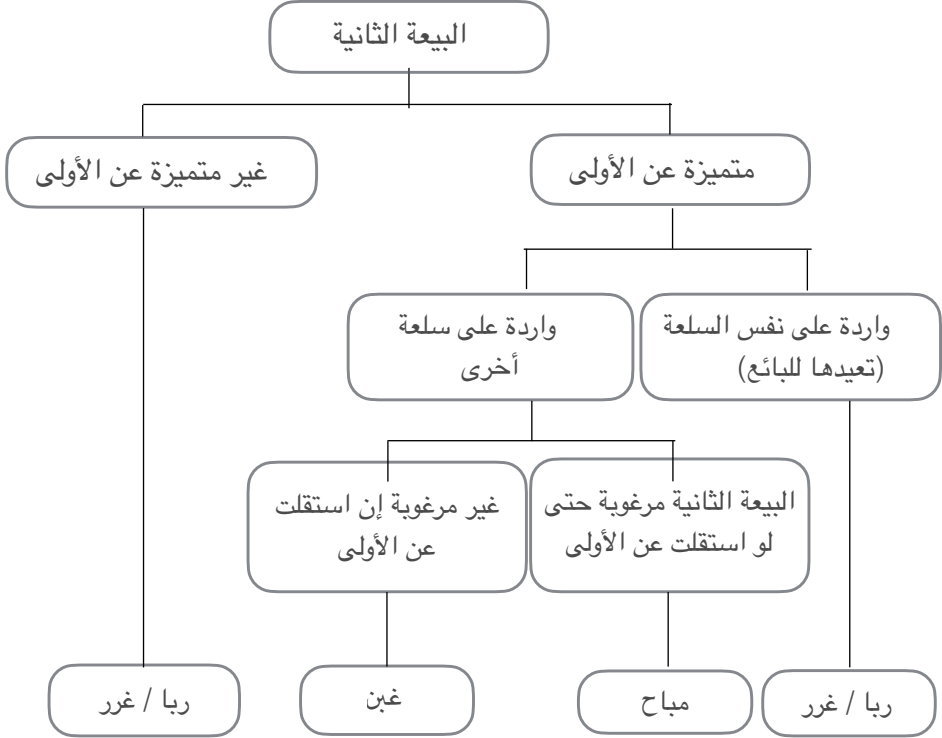 البيعة الثانية
متميزة عن الأولى
غير متميزة عن الأولى
واردة على نفس السلعة
(تعيدها للبائع)
واردة على سلعة
أخرى
البيعة الثانية مرغوبة حتى
لو استقلت عن الأولى
غير مرغوبة إن استقلت
عن الأولى
ربا / غرر
مباح
غبن
ربا / غرر